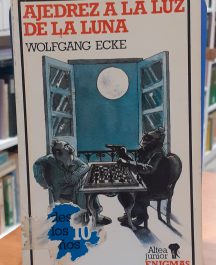 AJEDREZ A LA LUZ
DE LA LUNA
WOLFGANG ECKE
10
Altea
junior
ENIGMAS